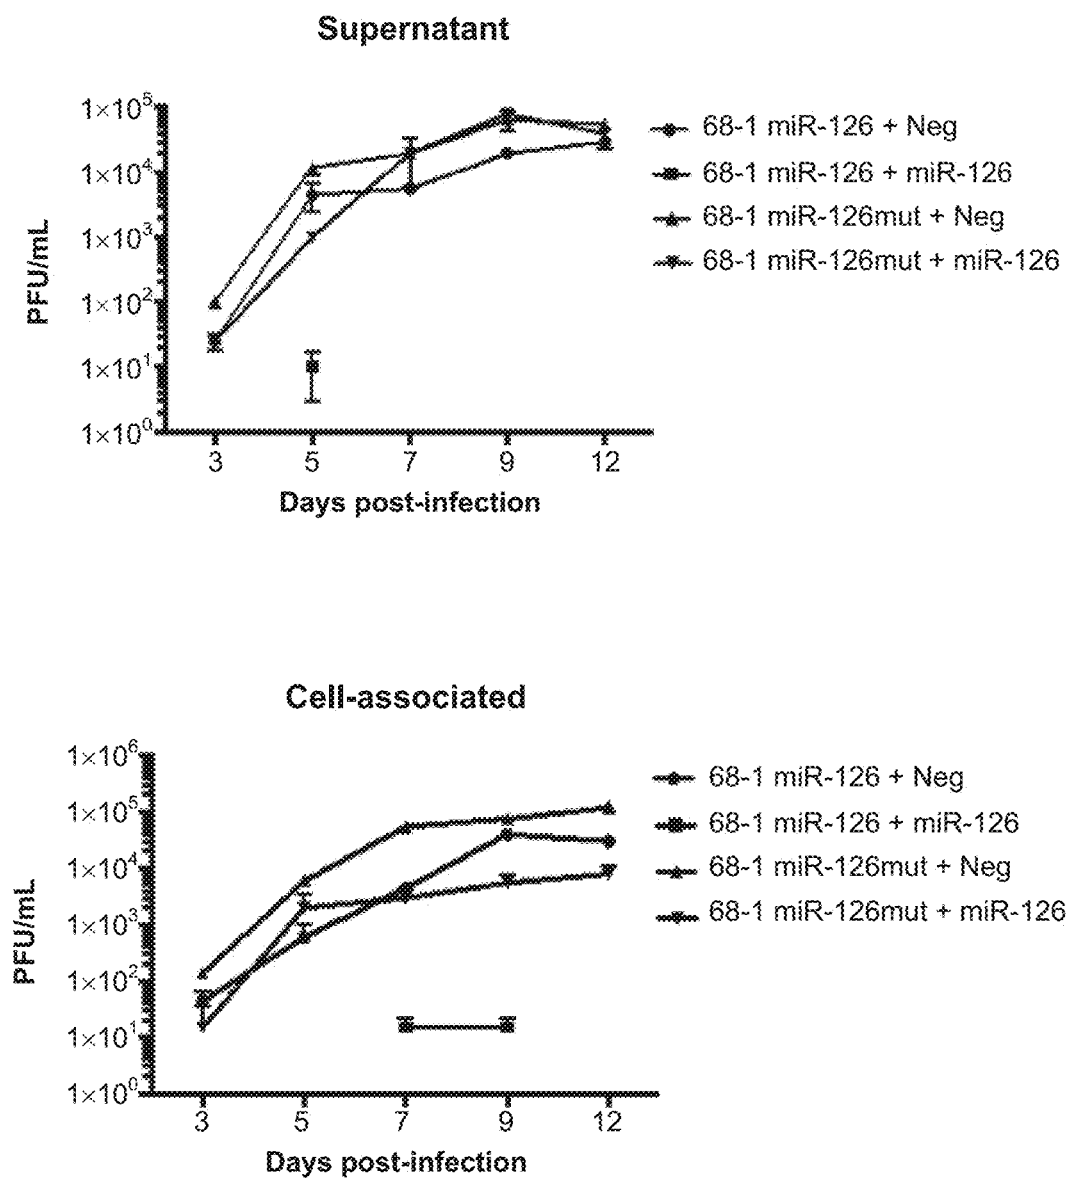 Supernatant
1×10⁵
1×10⁴
1×10³
1×10²
1×10¹
1×10⁰
PFU/mL
3 5 7 9 12
Days post-infection
68-1 miR-126 + Neg
68-1 miR-126 + miR-126
68-1 miR-126mut + Neg
68-1 miR-126mut + miR-126
Cell-associated
1×10⁶
1×10⁵
1×10⁴
1×10³
1×10²
1×10¹
1×10⁰
PFU/mL
3 5 7 9 12
Days post-infection
68-1 miR-126 + Neg
68-1 miR-126 + miR-126
68-1 miR-126mut + Neg
68-1 miR-126mut + miR-126